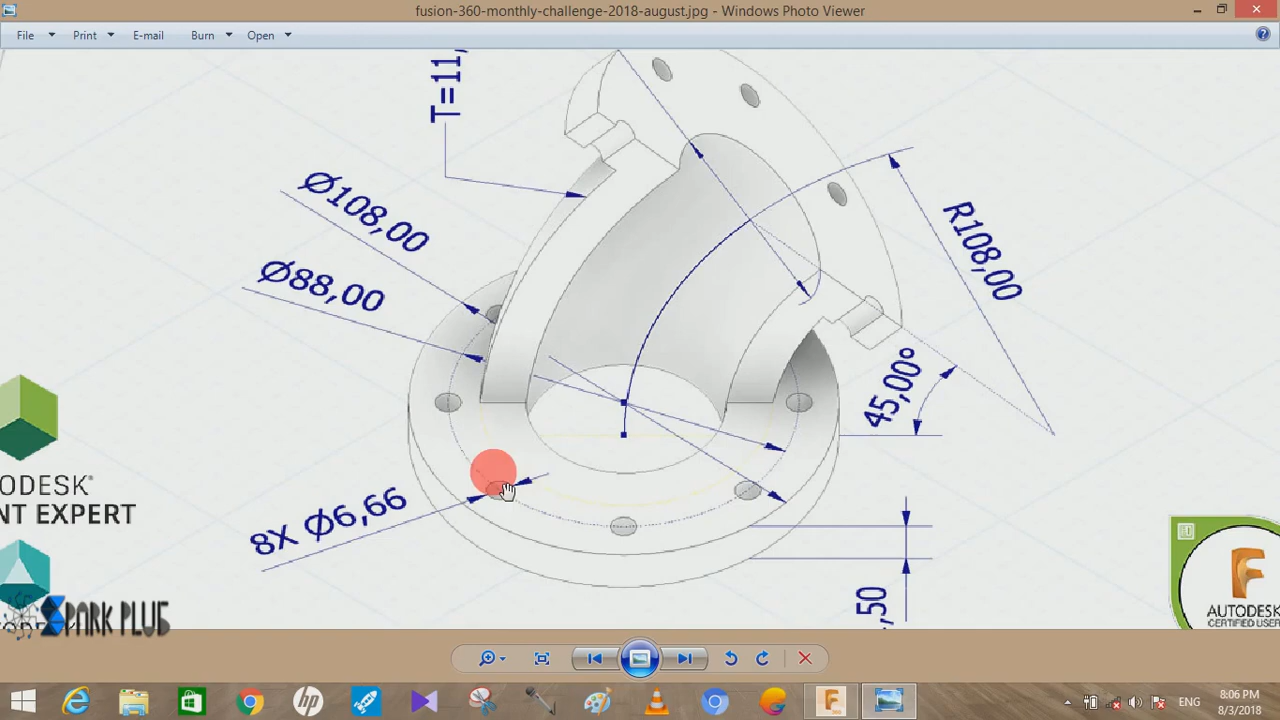 fusion-360-monthly-challenge-2018-august.jpg - Windows Photo Viewer
File Print E-mail Burn Open
T=11,
Ø108,00
Ø88,00
R108,00
45,00°
8X Ø6,66
,50
ODESK®
NT EXPERT
SPARK PLUG
AUTODESK
CERTIFIED USER
ENG
8:06 PM
8/3/2018